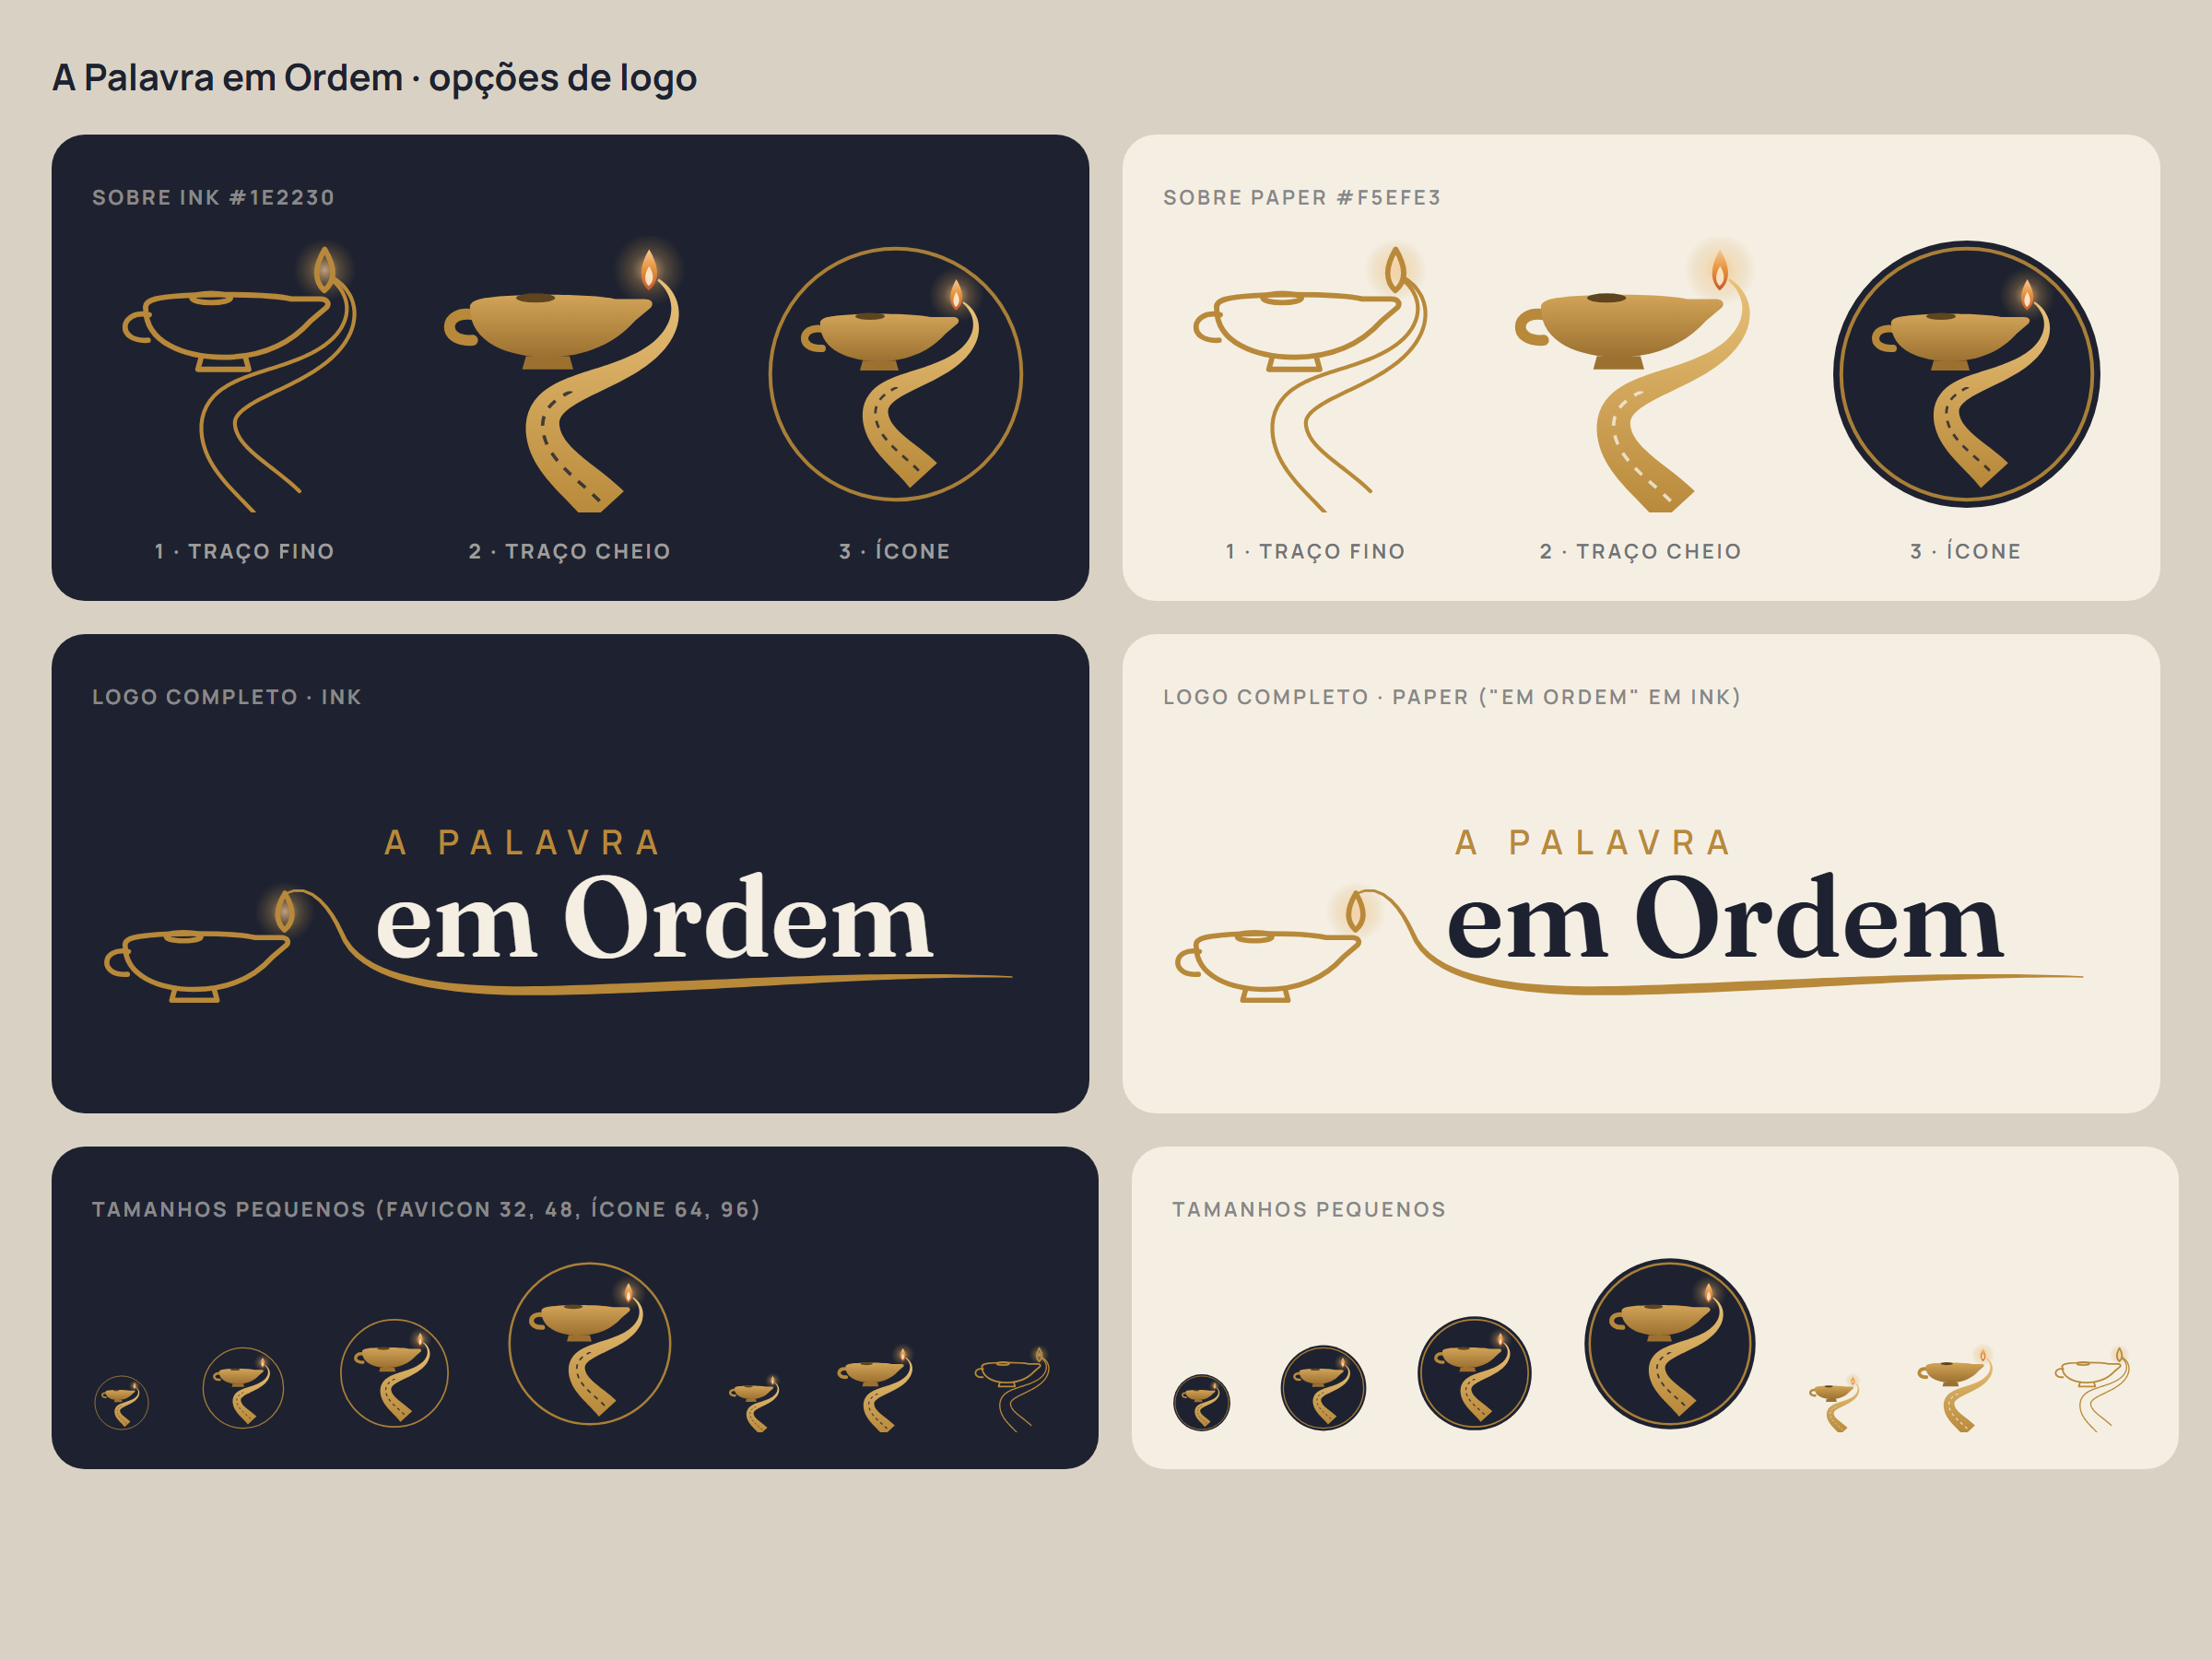 A Palavra em Ordem · opções de logo
SOBRE INK #1E2230
1 · TRAÇO FINO
2 · TRAÇO CHEIO
3 · ÍCONE
SOBRE PAPER #F5EFE3
1 · TRAÇO FINO
2 · TRAÇO CHEIO
3 · ÍCONE
LOGO COMPLETO · INK
A PALAVRA
em Ordem
LOGO COMPLETO · PAPER ("EM ORDEM" EM INK)
A PALAVRA
em Ordem
TAMANHOS PEQUENOS (FAVICON 32, 48, ÍCONE 64, 96)
TAMANHOS PEQUENOS